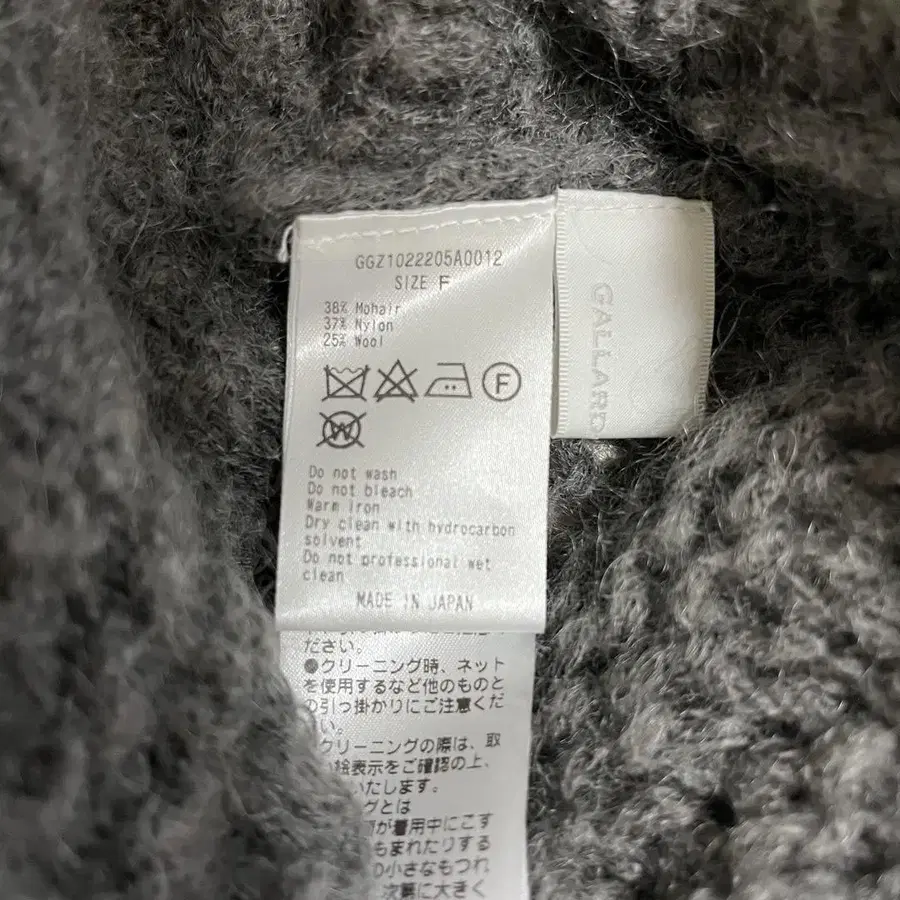 GGZ1022205A0012
SIZE F
38% Mohair
37% Nylon
25% Wool
F
W
Do not wash
Do not bleach
Warm iron
Dry clean with hydrocarbon
solvent
Do not professional wet
clean
MADE IN JAPAN
GALLARD
ださい。
●クリーニング時、ネット
を使用するなど他のものと
の引っ掛かりにご注意くだ
い。
クリーニングの際は、取
絵表示をご確認の上、
いたします。
グとは
が着用中にこす
もまれたりする
の小さなもつれ
次第に大きく